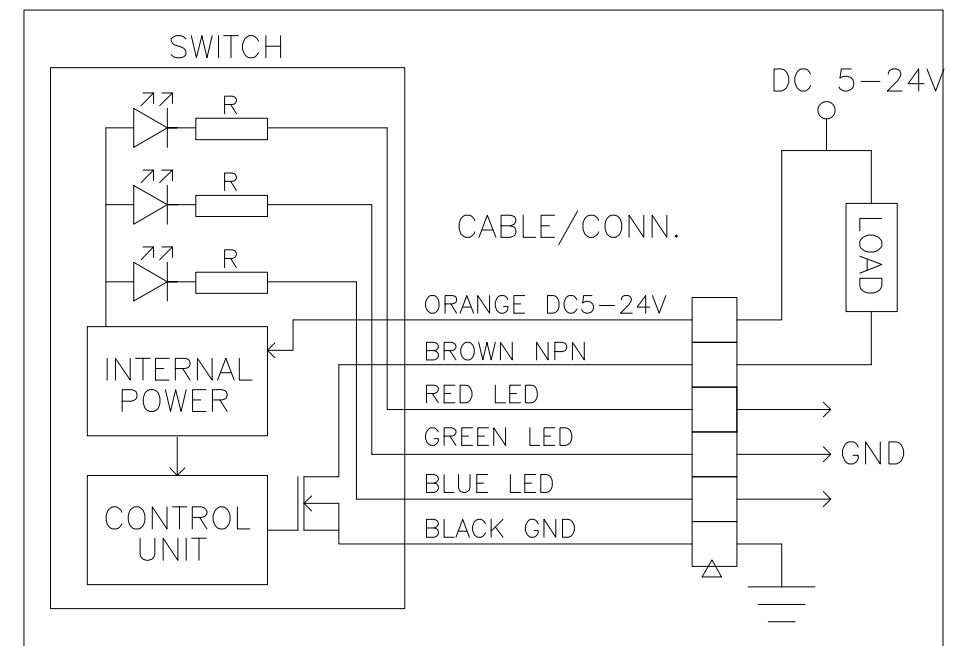 SWITCH
DC 5-24V
R
R
R
LOAD
CABLE/CONN.
ORANGE DC5-24V
BROWN NPN
RED LED
GREEN LED
GND
BLUE LED
BLACK GND
INTERNAL
POWER
CONTROL
UNIT